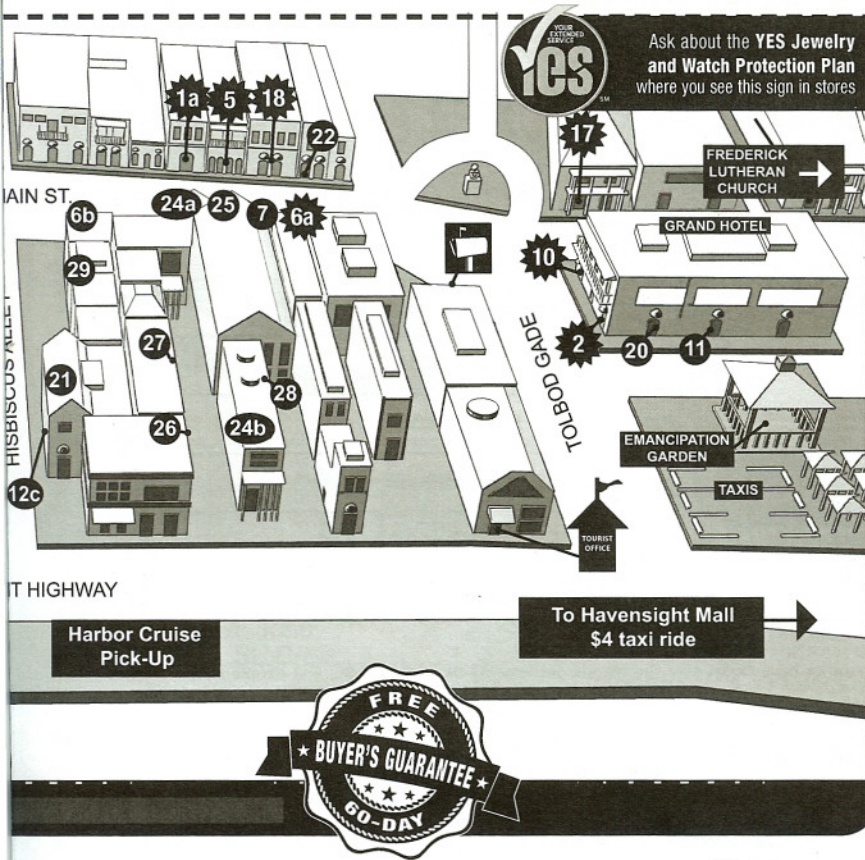 YOUR
EXTENDED
SERVICE
Yes
SM
Ask about the YES Jewelry
and Watch Protection Plan
where you see this sign in stores
1a
5
18
22
17
FREDERICK
LUTHERAN
CHURCH
GRAND HOTEL
AIN ST.
6b
24a
25
7
6a
10
29
HISBISCUS ALLEY
27
2
20
11
TOLBOD GADE
21
28
26
24b
EMANCIPATION
GARDEN
TAXIS
12c
TOURIST
OFFICE
T HIGHWAY
Harbor Cruise
Pick-Up
To Havensight Mall
$4 taxi ride
FREE
BUYER'S GUARANTEE
60-DAY